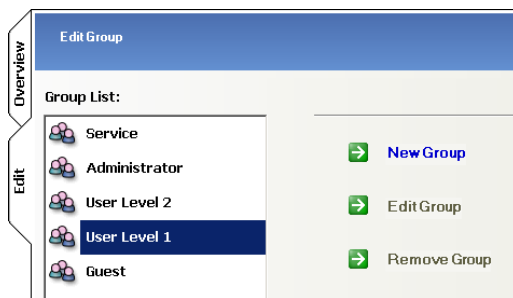 Edit Group
Overview
Edit
Group List:
Service
Administrator
User Level 2
User Level 1
Guest
New Group
Edit Group
Remove Group